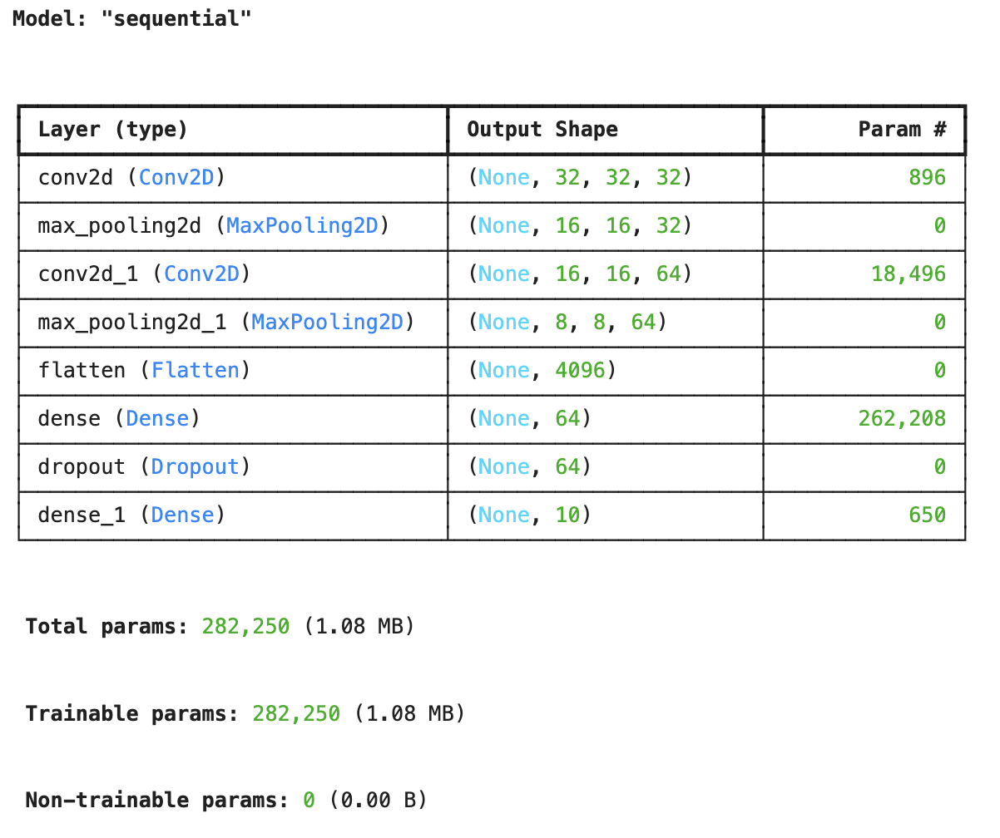 Model: "sequential"
Layer (type) Output Shape Param #
conv2d (Conv2D) (None, 32, 32, 32) 896
max_pooling2d (MaxPooling2D) (None, 16, 16, 32) 0
conv2d_1 (Conv2D) (None, 16, 16, 64) 18,496
max_pooling2d_1 (MaxPooling2D) (None, 8, 8, 64) 0
flatten (Flatten) (None, 4096) 0
dense (Dense) (None, 64) 262,208
dropout (Dropout) (None, 64) 0
dense_1 (Dense) (None, 10) 650
Total params: 282,250 (1.08 MB)
Trainable params: 282,250 (1.08 MB)
Non-trainable params: 0 (0.00 B)